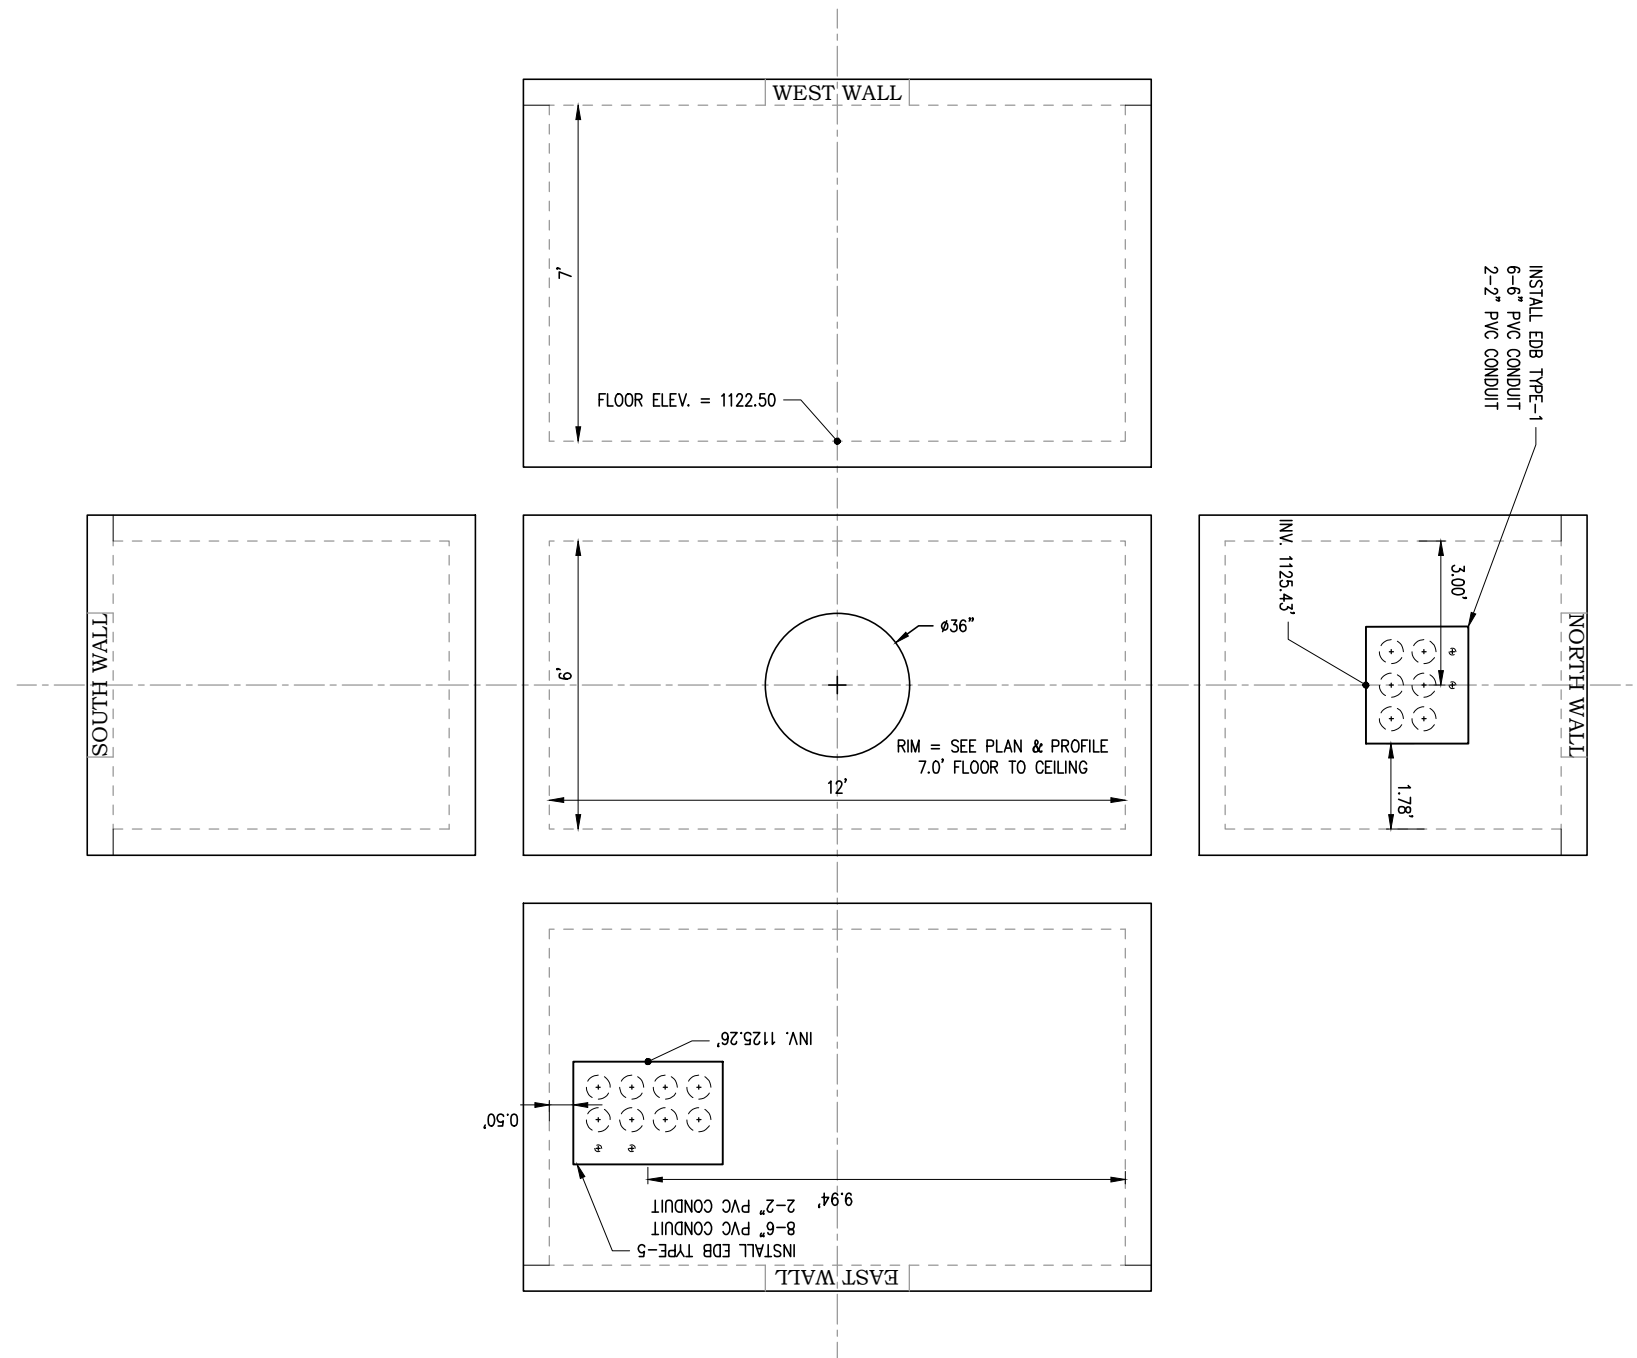 WEST WALL
7'
FLOOR ELEV. = 1122.50
INSTALL EDB TYPE-1
6-6" PVC CONDUIT
2-2" PVC CONDUIT
SOUTH WALL
6'
ø36"
RIM = SEE PLAN & PROFILE
7.0' FLOOR TO CEILING
12'
INV. 1125.43'
3.00'
1.78'
NORTH WALL
INV. 1125.26'
0.50'
9.94'
INSTALL EDB TYPE-5
8-6" PVC CONDUIT
2-2" PVC CONDUIT
EAST WALL